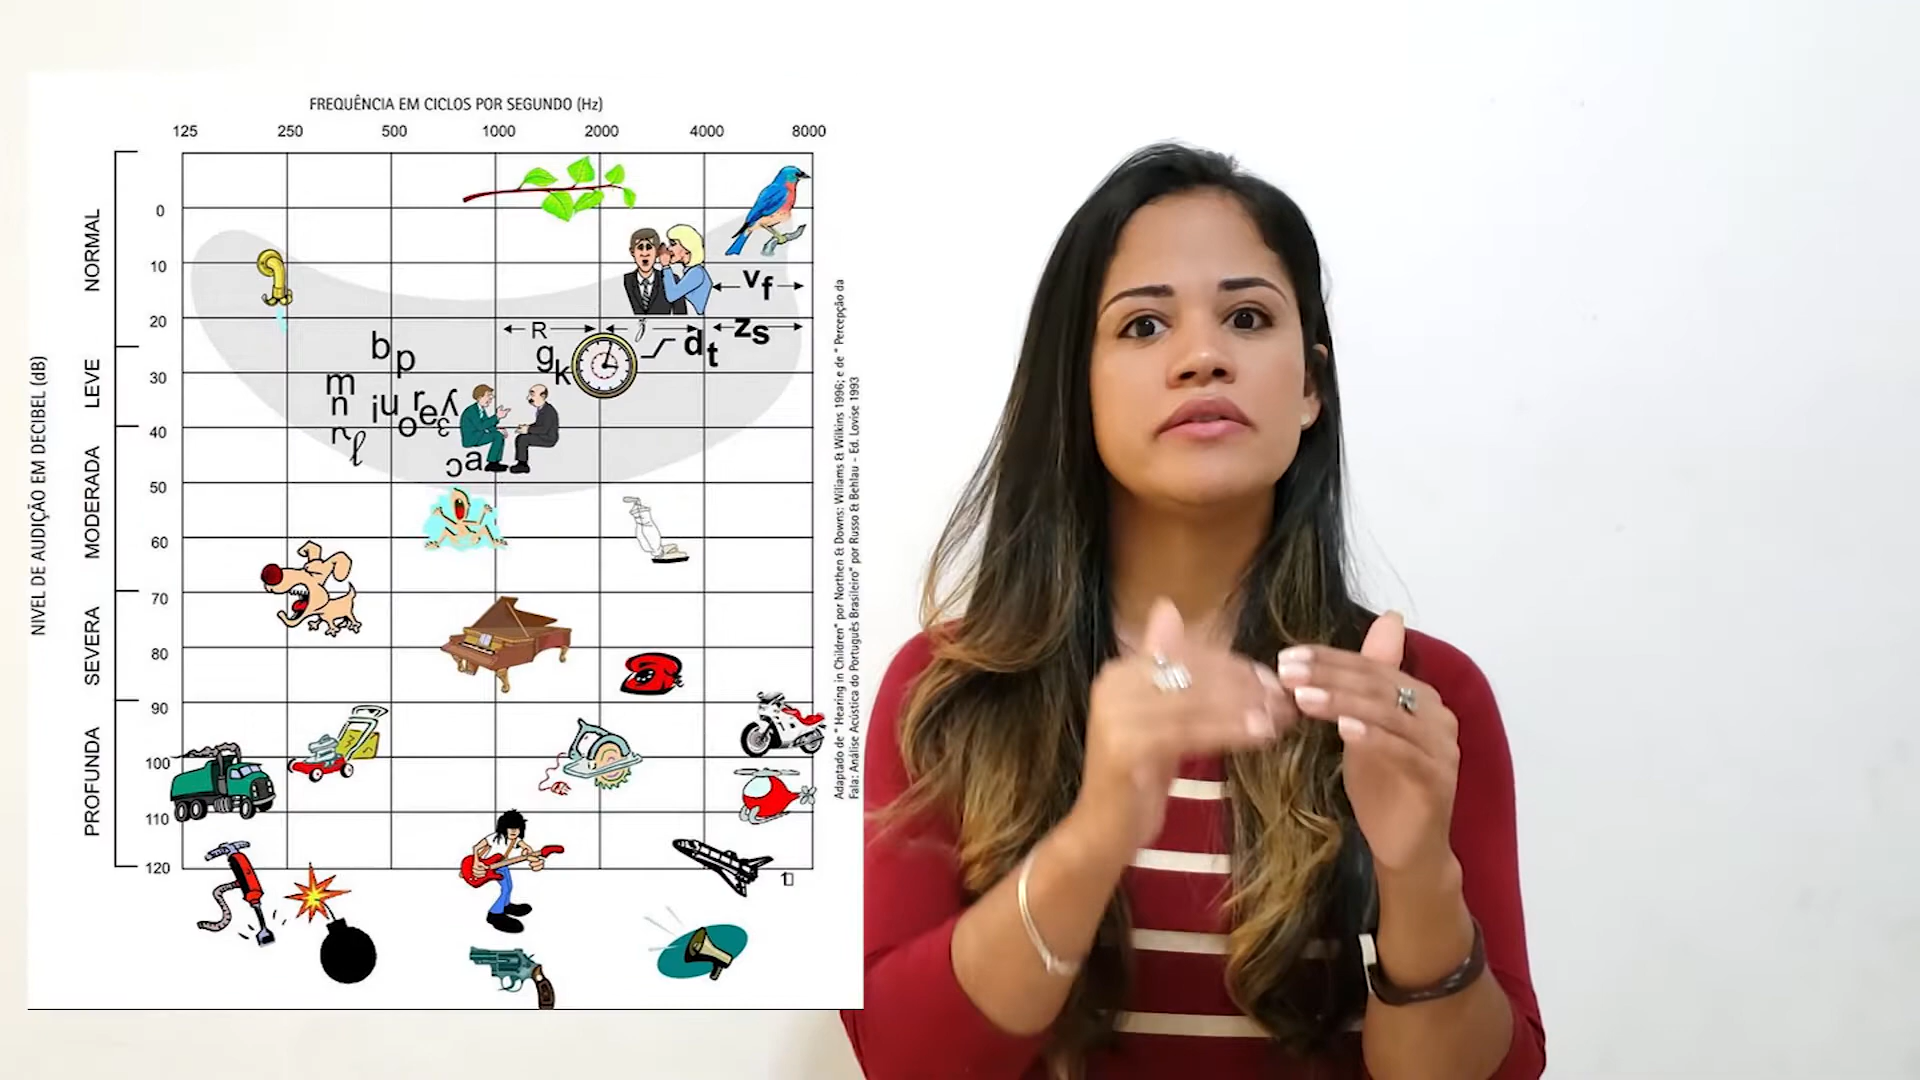 FREQUÊNCIA EM CICLOS POR SEGUNDO (Hz)
125 250 500 1000 2000 4000 8000
NIVEL DE AUDIÇÃO EM DECIBEL (dB)
NORMAL
LEVE
MODERADA
SEVERA
PROFUNDA
0
10
20
30
40
50
60
70
80
90
100
110
120
v f
R z s
b p g k d t
m
n i u o r e
ɛ
ɔ a
Adaptado de " Hearing in Children" por Northen & Downs: Williams & Wilkins 1996; e de " Percepção da
Fala: Análise Acústica do Português Brasileiro" por Russo & Behlau - Ed. Lovise 1993